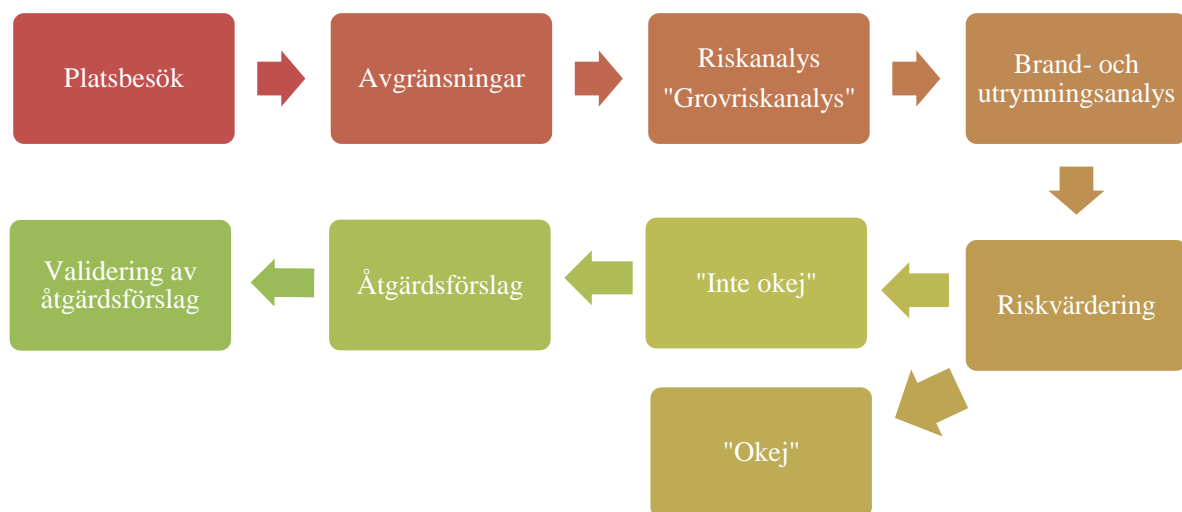 Platsbesök
Avgränsningar
Riskanalys
"Grovriskanalys"
Brand- och
utrymningsanalys
Riskvärdering
"Inte okej"
Åtgärdsförslag
Validering av
åtgärdsförslag
"Okej"